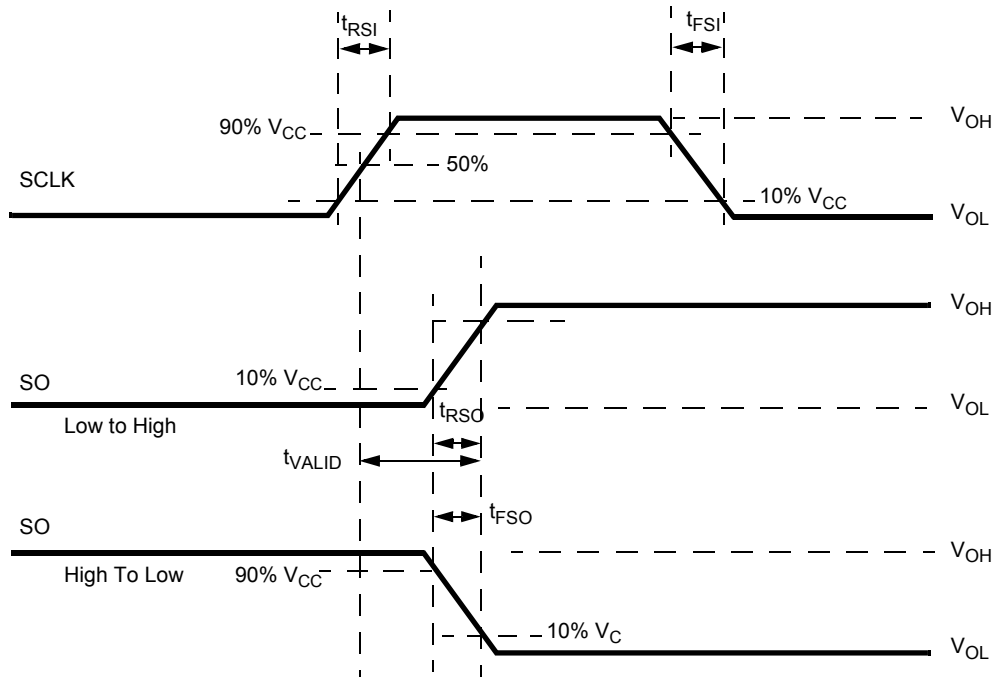 tRSI
tFSI
90% VCC
VOH
50%
SCLK
10% VCC
VOL
VOH
SO
10% VCC
tRSO
VOL
Low to High
tVALID
tFSO
SO
VOH
High To Low
90% VCC
10% VC
VOL